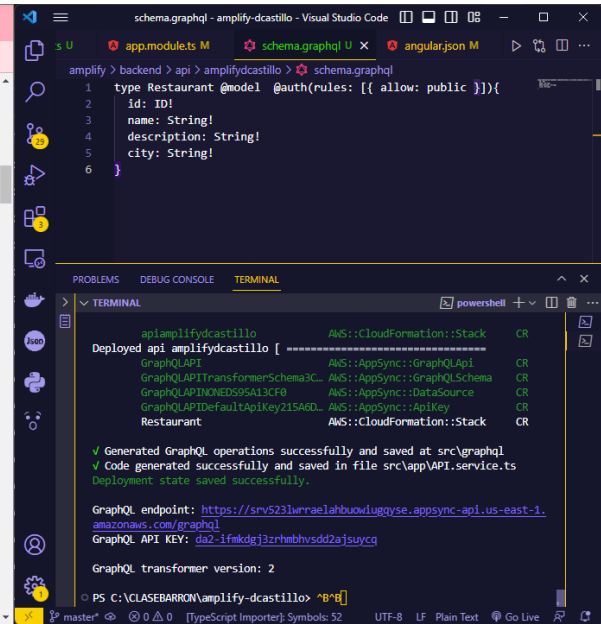 schema.graphql - amplify-dcastillo - Visual Studio Code
:s U app.module.ts M schema.graphql U angular.json M
amplify > backend > api > amplifydcastillo > schema.graphql
1 type Restaurant @model  @auth(rules: [{ allow: public }]){
2   id: ID!
3   name: String!
4   description: String!
5   city: String!
6 }
29
3
Json
1
PROBLEMS DEBUG CONSOLE TERMINAL
TERMINAL powershell
apiamplifydcastillo AWS::CloudFormation::Stack CR
Deployed api amplifydcastillo [ =================================
GraphQLAPI AWS::AppSync::GraphQLApi CR
GraphQLAPITransformerSchema3C… AWS::AppSync::GraphQLSchema CR
GraphQLAPINONEDS95A13CF0 AWS::AppSync::DataSource CR
GraphQLAPIDefaultApiKey215A6D… AWS::AppSync::ApiKey CR
Restaurant AWS::CloudFormation::Stack CR
√ Generated GraphQL operations successfully and saved at src\graphql
√ Code generated successfully and saved in file src\app\API.service.ts
Deployment state saved successfully.
GraphQL endpoint: https://srv523lwrraelahbuowiugqyse.appsync-api.us-east-1.
amazonaws.com/graphql
GraphQL API KEY: da2-ifmkdgj3zrhmbhvsdd2ajsuycq
GraphQL transformer version: 2
PS C:\CLASEBARRON\amplify-dcastillo> ^B^B
master* 0 0 [TypeScript Importer]: Symbols: 52 UTF-8 LF Plain Text Go Live